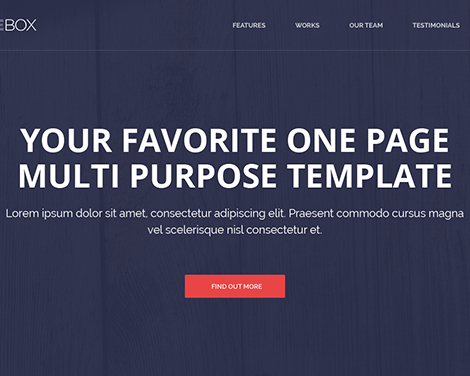 BOX
FEATURES WORKS OUR TEAM TESTIMONIALS
YOUR FAVORITE ONE PAGE
MULTI PURPOSE TEMPLATE
Lorem ipsum dolor sit amet, consectetur adipiscing elit. Praesent commodo cursus magna
vel scelerisque nisl consectetur et.
FIND OUT MORE